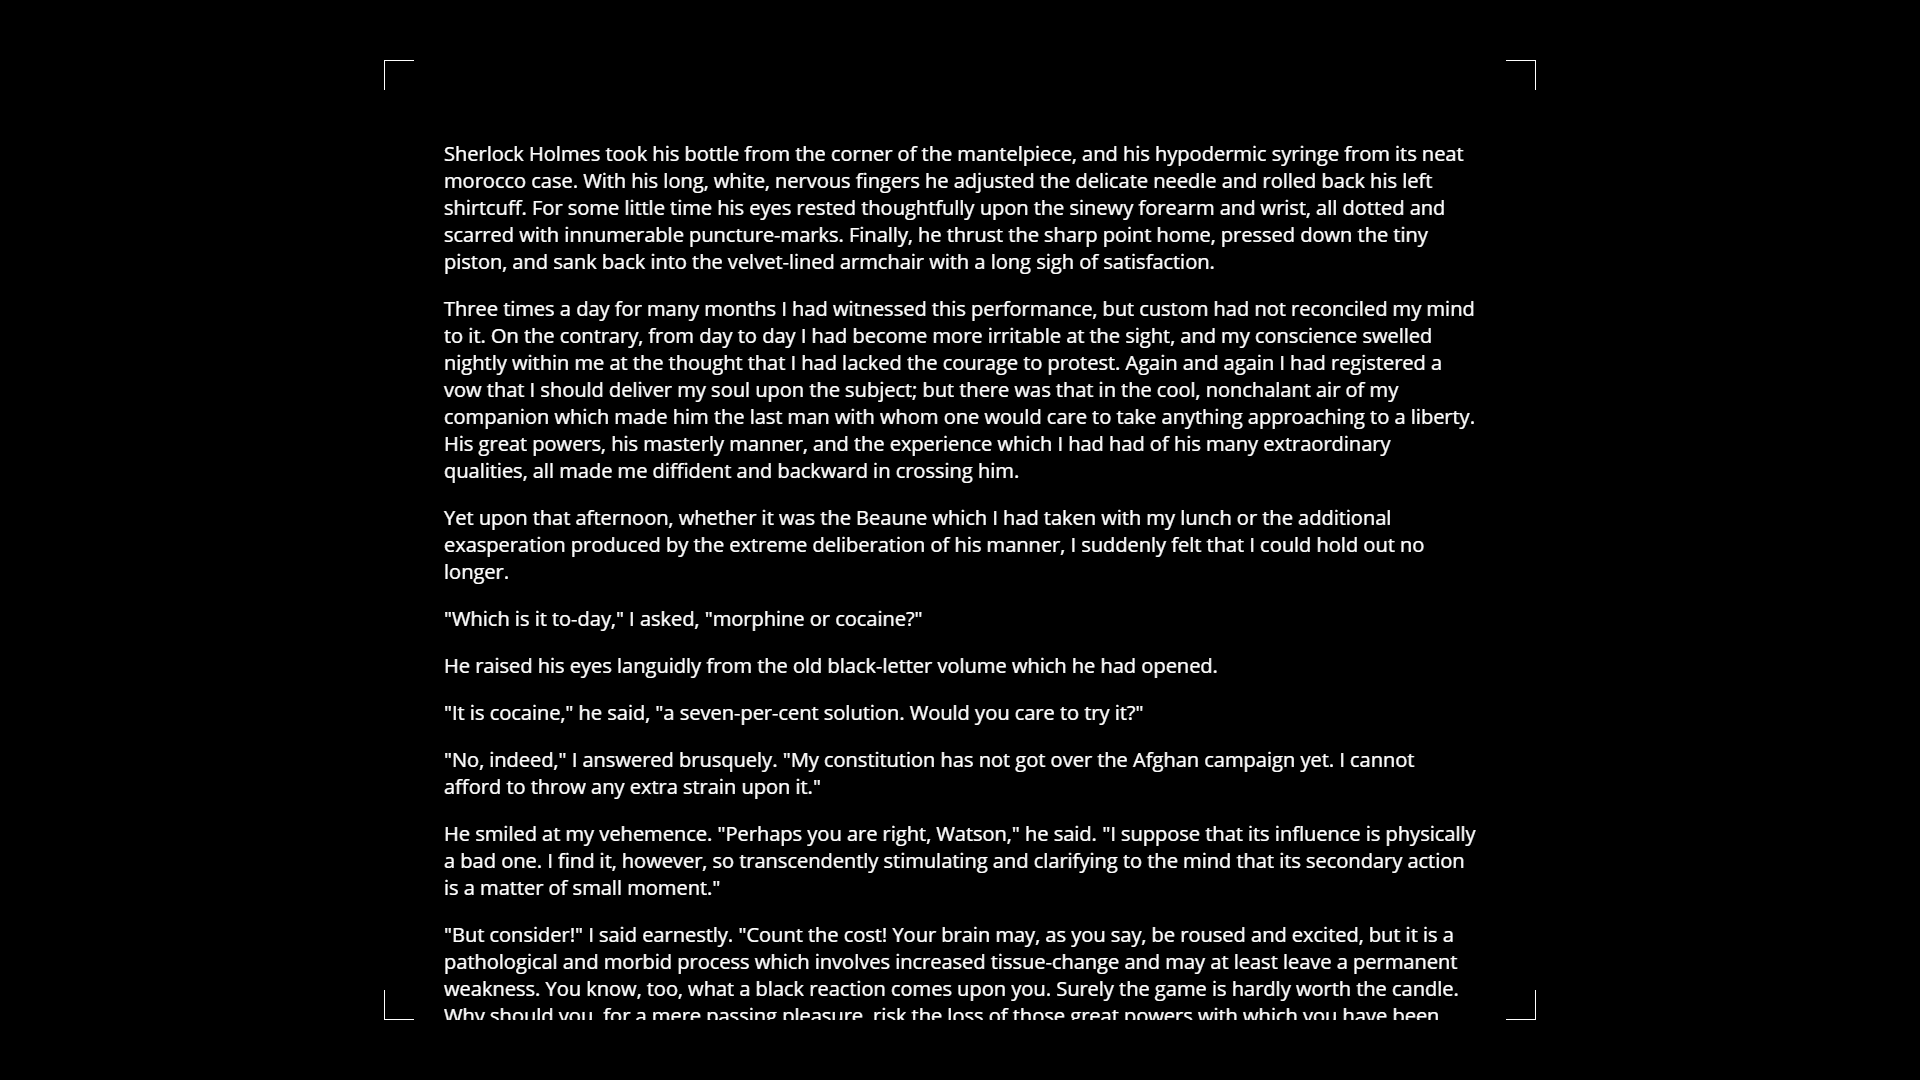 Sherlock Holmes took his bottle from the corner of the mantelpiece, and his hypodermic syringe from its neat
morocco case. With his long, white, nervous fingers he adjusted the delicate needle and rolled back his left
shirtcuff. For some little time his eyes rested thoughtfully upon the sinewy forearm and wrist, all dotted and
scarred with innumerable puncture-marks. Finally, he thrust the sharp point home, pressed down the tiny
piston, and sank back into the velvet-lined armchair with a long sigh of satisfaction.
Three times a day for many months I had witnessed this performance, but custom had not reconciled my mind
to it. On the contrary, from day to day I had become more irritable at the sight, and my conscience swelled
nightly within me at the thought that I had lacked the courage to protest. Again and again I had registered a
vow that I should deliver my soul upon the subject; but there was that in the cool, nonchalant air of my
companion which made him the last man with whom one would care to take anything approaching to a liberty.
His great powers, his masterly manner, and the experience which I had had of his many extraordinary
qualities, all made me diffident and backward in crossing him.
Yet upon that afternoon, whether it was the Beaune which I had taken with my lunch or the additional
exasperation produced by the extreme deliberation of his manner, I suddenly felt that I could hold out no
longer.
"Which is it to-day," I asked, "morphine or cocaine?"
He raised his eyes languidly from the old black-letter volume which he had opened.
"It is cocaine," he said, "a seven-per-cent solution. Would you care to try it?"
"No, indeed," I answered brusquely. "My constitution has not got over the Afghan campaign yet. I cannot
afford to throw any extra strain upon it."
He smiled at my vehemence. "Perhaps you are right, Watson," he said. "I suppose that its influence is physically
a bad one. I find it, however, so transcendently stimulating and clarifying to the mind that its secondary action
is a matter of small moment."
"But consider!" I said earnestly. "Count the cost! Your brain may, as you say, be roused and excited, but it is a
pathological and morbid process which involves increased tissue-change and may at least leave a permanent
weakness. You know, too, what a black reaction comes upon you. Surely the game is hardly worth the candle.
Why should you, for a mere passing pleasure, risk the loss of those great powers with which you have been